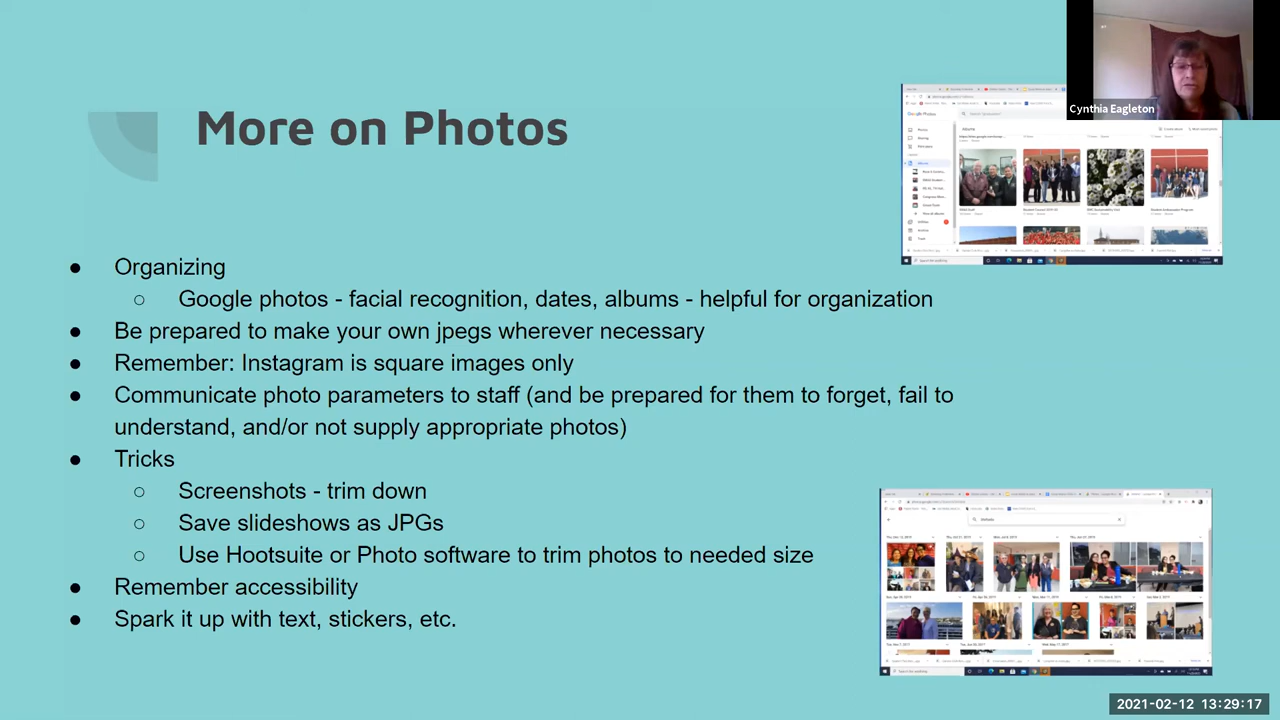 More on Photos
Cynthia Eagleton
● Organizing
○ Google photos - facial recognition, dates, albums - helpful for organization
● Be prepared to make your own jpegs wherever necessary
● Remember: Instagram is square images only
● Communicate photo parameters to staff (and be prepared for them to forget, fail to
understand, and/or not supply appropriate photos)
● Tricks
○ Screenshots - trim down
○ Save slideshows as JPGs
○ Use Hootsuite or Photo software to trim photos to needed size
● Remember accessibility
● Spark it up with text, stickers, etc.
Google Photos
Albums
2021-02-12 13:29:17